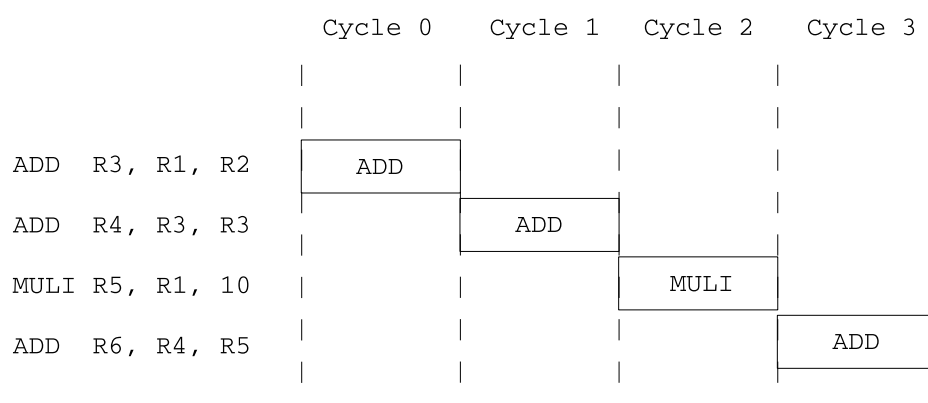 Cycle 0 Cycle 1 Cycle 2 Cycle 3
ADD R3, R1, R2 ADD
ADD R4, R3, R3 ADD
MULI R5, R1, 10 MULI
ADD R6, R4, R5 ADD